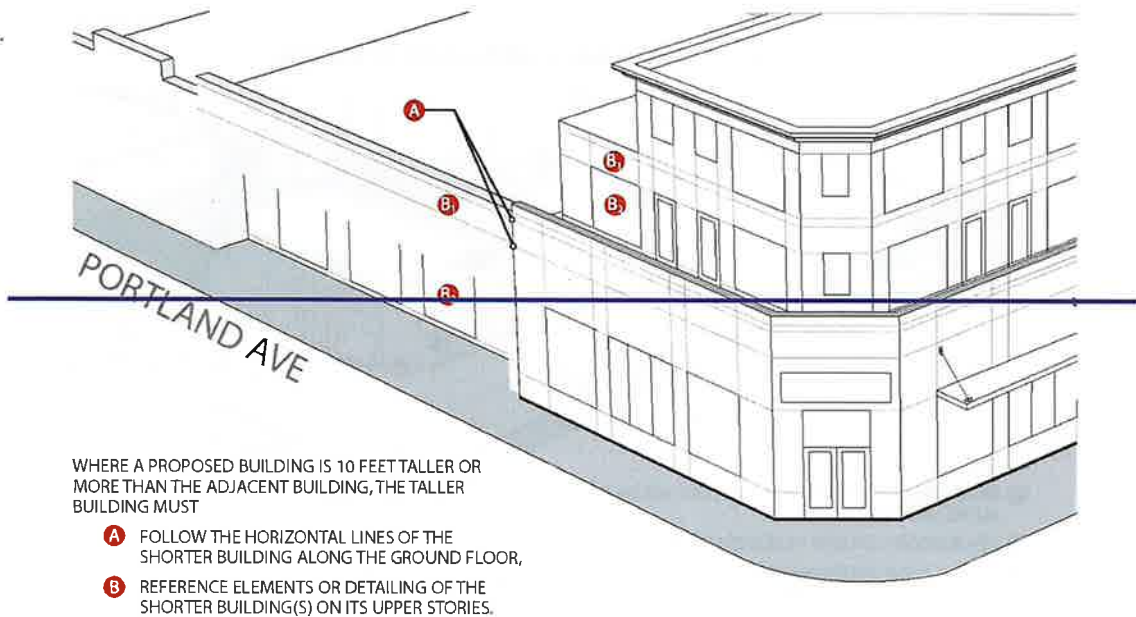 A
B₁
B₁
B₂
B₂
PORTLAND AVE
WHERE A PROPOSED BUILDING IS 10 FEET TALLER OR
MORE THAN THE ADJACENT BUILDING, THE TALLER
BUILDING MUST
A FOLLOW THE HORIZONTAL LINES OF THE
SHORTER BUILDING ALONG THE GROUND FLOOR,
B REFERENCE ELEMENTS OR DETAILING OF THE
SHORTER BUILDING(S) ON ITS UPPER STORIES.